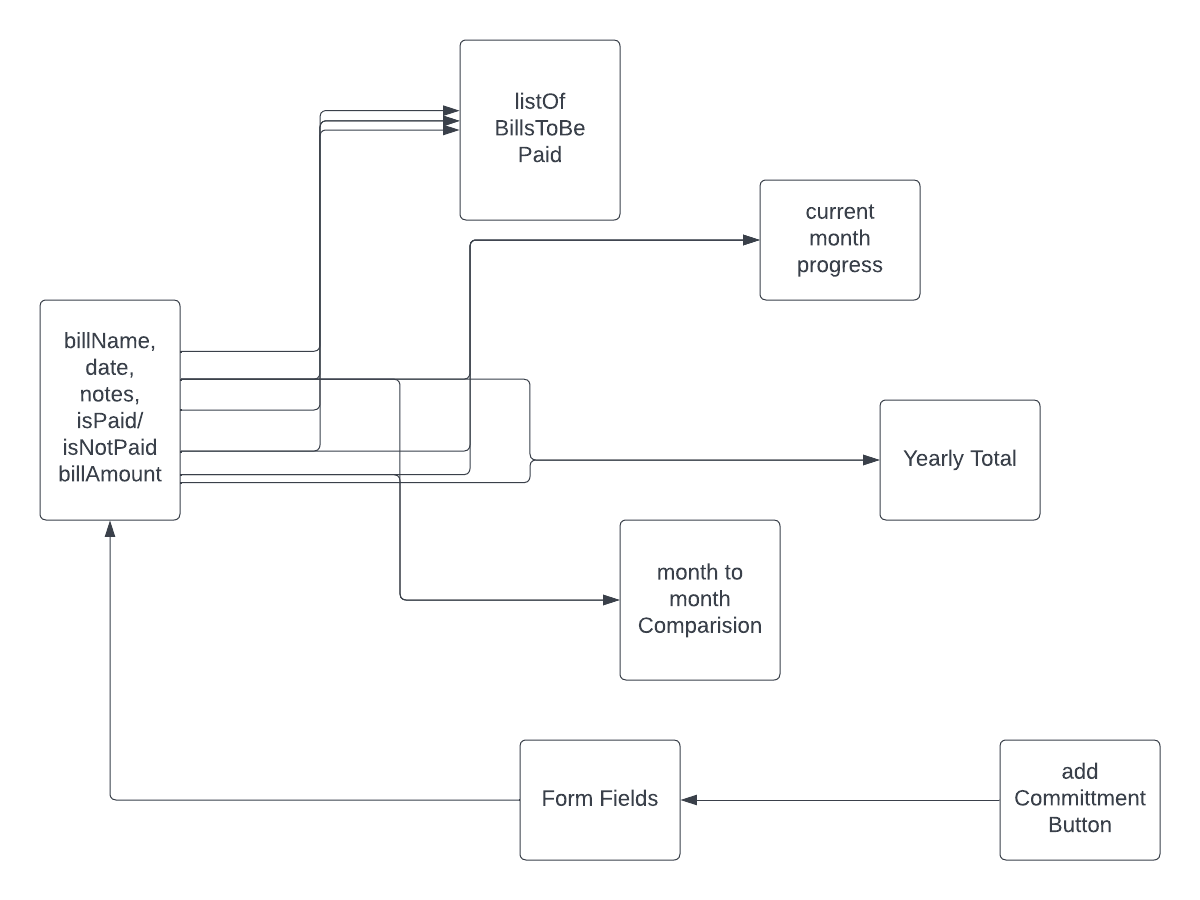 listOf
BillsToBe
Paid
current
month
progress
billName,
date,
notes,
isPaid/
isNotPaid
billAmount
Yearly Total
month to
month
Comparision
Form Fields
add
Committment
Button